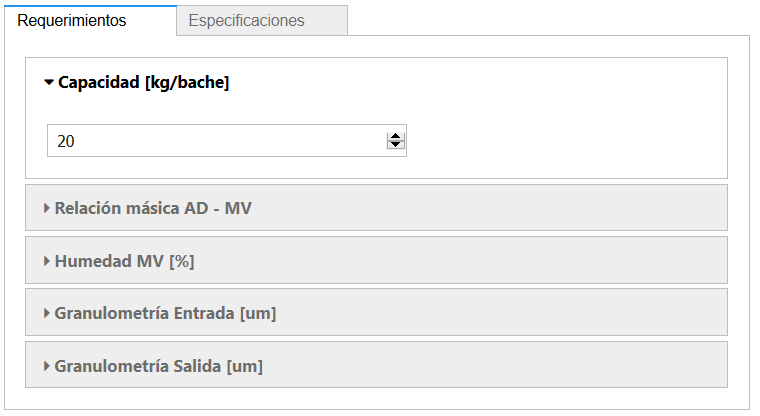 Requerimientos Especificaciones
Capacidad [kg/bache]
20
Relación másica AD - MV
Humedad MV [%]
Granulometría Entrada [um]
Granulometría Salida [um]